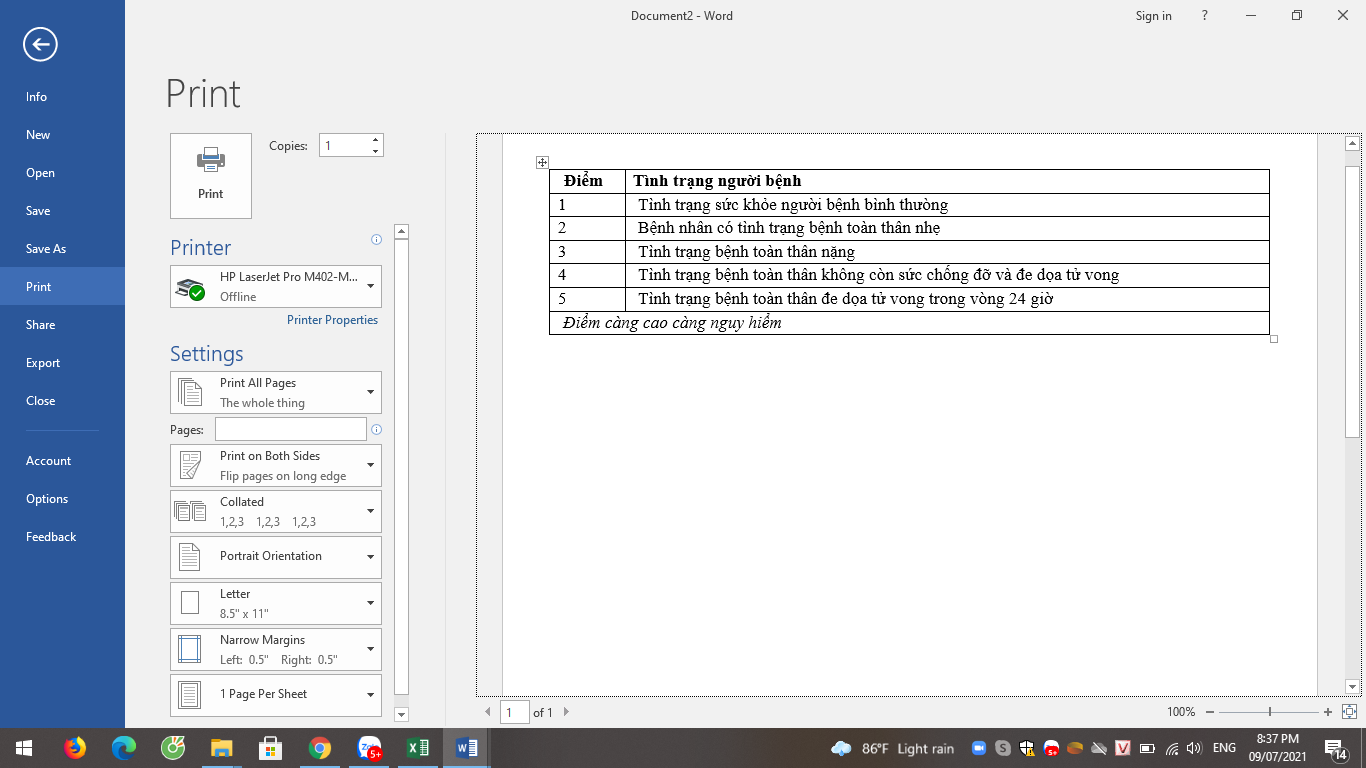 Document2 - Word
Sign in
?
Info
New
Open
Save
Save As
Print
Share
Export
Close
Account
Options
Feedback
Print
Print
Copies: 1
Printer
HP LaserJet Pro M402-M...
Offline
Printer Properties
Settings
Print All Pages
The whole thing
Pages:
Print on Both Sides
Flip pages on long edge
Collated
1,2,3 1,2,3 1,2,3
Portrait Orientation
Letter
8.5" x 11"
Narrow Margins
Left: 0.5" Right: 0.5"
1 Page Per Sheet
Điểm Tình trạng người bệnh
1 Tình trạng sức khỏe người bệnh bình thường
2 Bệnh nhân có tình trạng bệnh toàn thân nhẹ
3 Tình trạng bệnh toàn thân nặng
4 Tình trạng bệnh toàn thân không còn sức chống đỡ và đe dọa tử vong
5 Tình trạng bệnh toàn thân đe dọa tử vong trong vòng 24 giờ
Điểm càng cao càng nguy hiểm
1 of 1
100%
Zalo
5+
86°F Light rain
5+
V
ENG
8:37 PM
09/07/2021
14